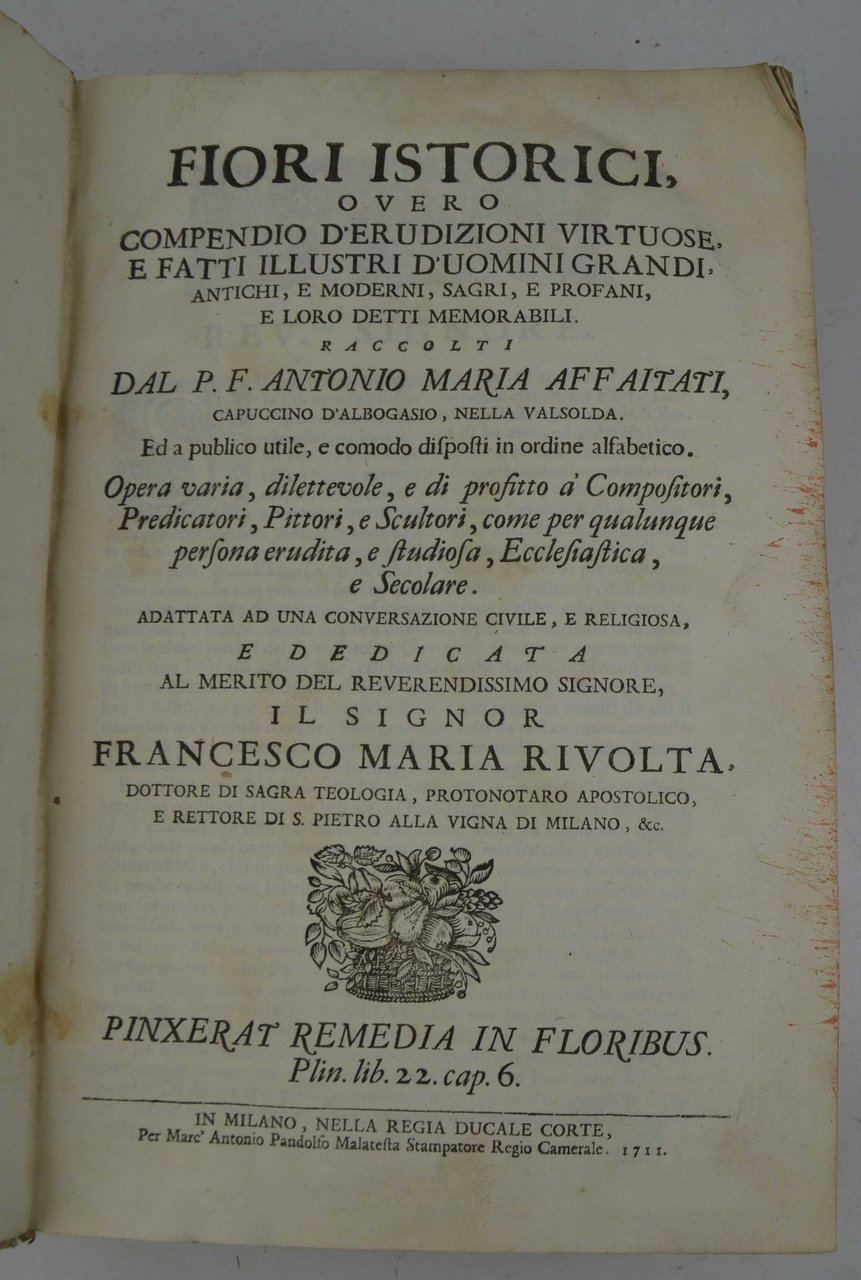 FIORI ISTORICI,
OVERO
COMPENDIO D'ERUDIZIONI VIRTUOSE,
E FATTI ILLUSTRI D'UOMINI GRANDI,
ANTICHI, E MODERNI, SAGRI, E PROFANI,
E LORO DETTI MEMORABILI.
RACCOLTI
DAL P. F. ANTONIO MARIA AFFAITATI,
CAPUCCINO D'ALBOGASIO, NELLA VALSOLDA.
Ed a publico utile, e comodo diſpoſti in ordine alfabetico.
Opera varia, dilettevole, e di profitto a' Compoſitori,
Predicatori, Pittori, e Scultori, come per qualunque
perſona erudita, e ſtudioſa, Eccleſiaſtica,
e Secolare.
ADATTATA AD UNA CONVERSAZIONE CIVILE, E RELIGIOSA,
E DEDICATA
AL MERITO DEL REVERENDISSIMO SIGNORE,
IL SIGNOR
FRANCESCO MARIA RIVOLTA,
DOTTORE DI SAGRA TEOLOGIA, PROTONOTARO APOSTOLICO,
E RETTORE DI S. PIETRO ALLA VIGNA DI MILANO, &c.
PINXERAT REMEDIA IN FLORIBUS.
Plin. lib. 22. cap. 6.
IN MILANO, NELLA REGIA DUCALE CORTE,
Per Marc' Antonio Pandolfo Malateſta Stampatore Regio Camerale. 1711.